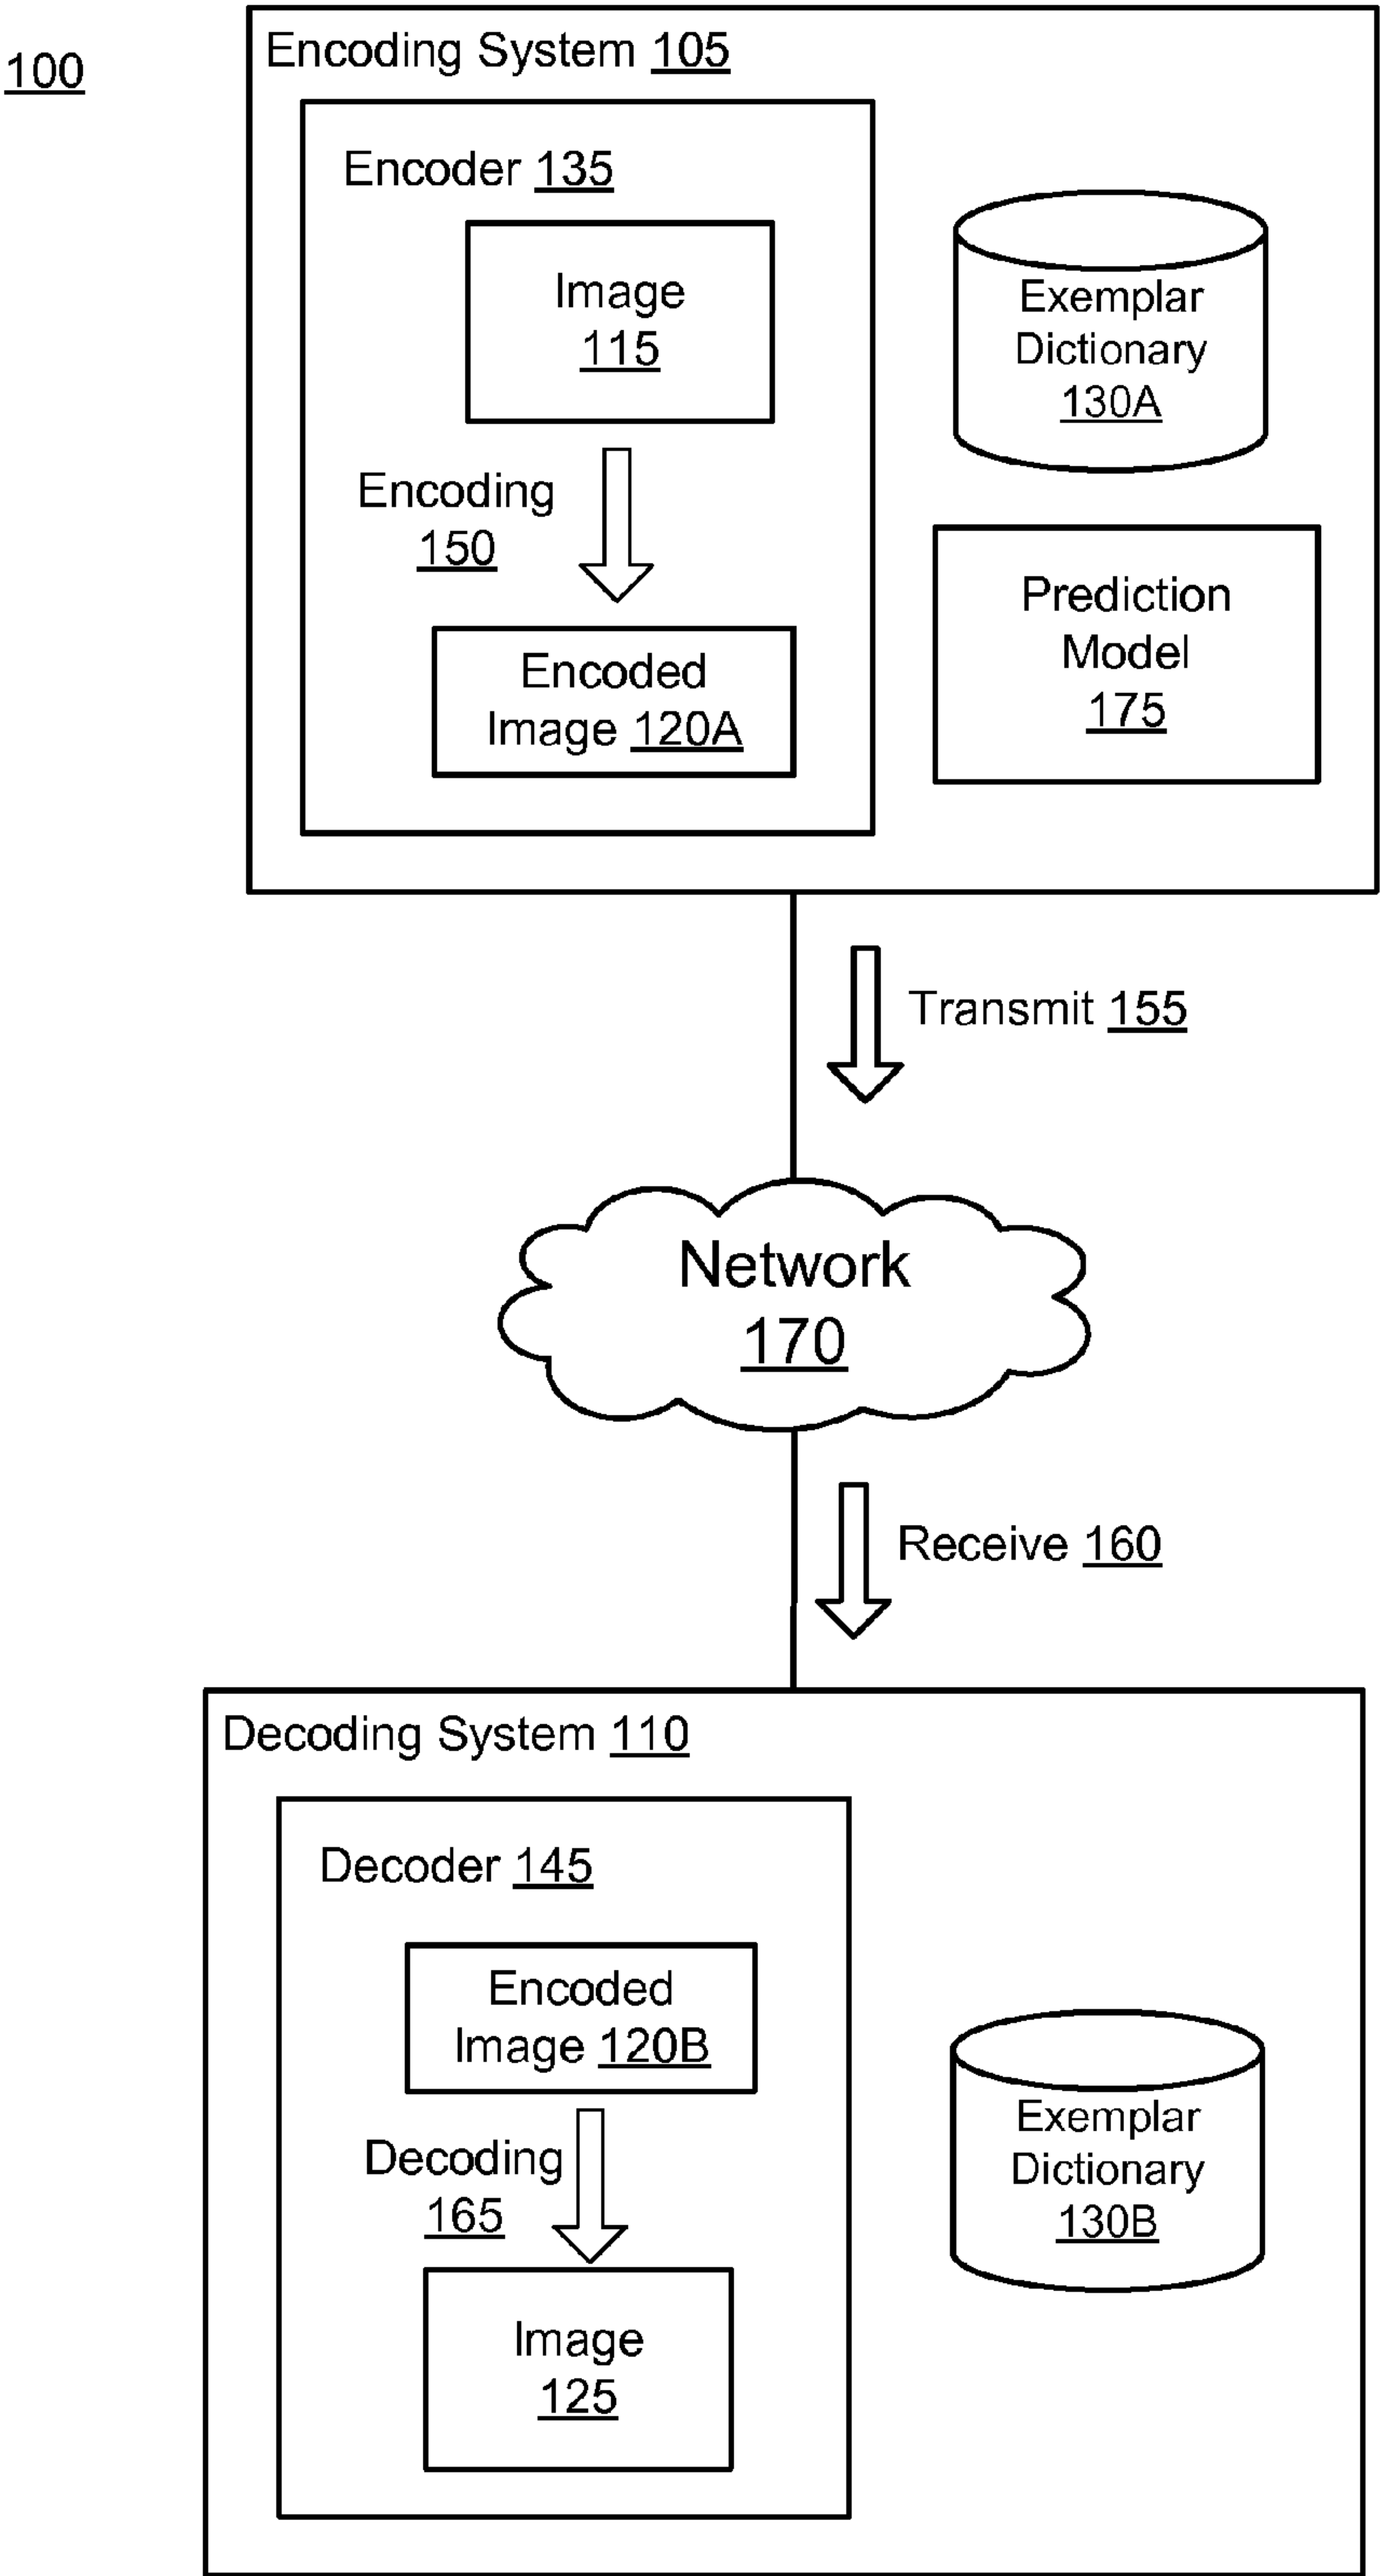 100
Encoding System 105
Encoder 135
Image
115
Encoding
150
Encoded
Image 120A
Exemplar
Dictionary
130A
Prediction
Model
175
Transmit 155
Network
170
Receive 160
Decoding System 110
Decoder 145
Encoded
Image 120B
Decoding
165
Image
125
Exemplar
Dictionary
130B